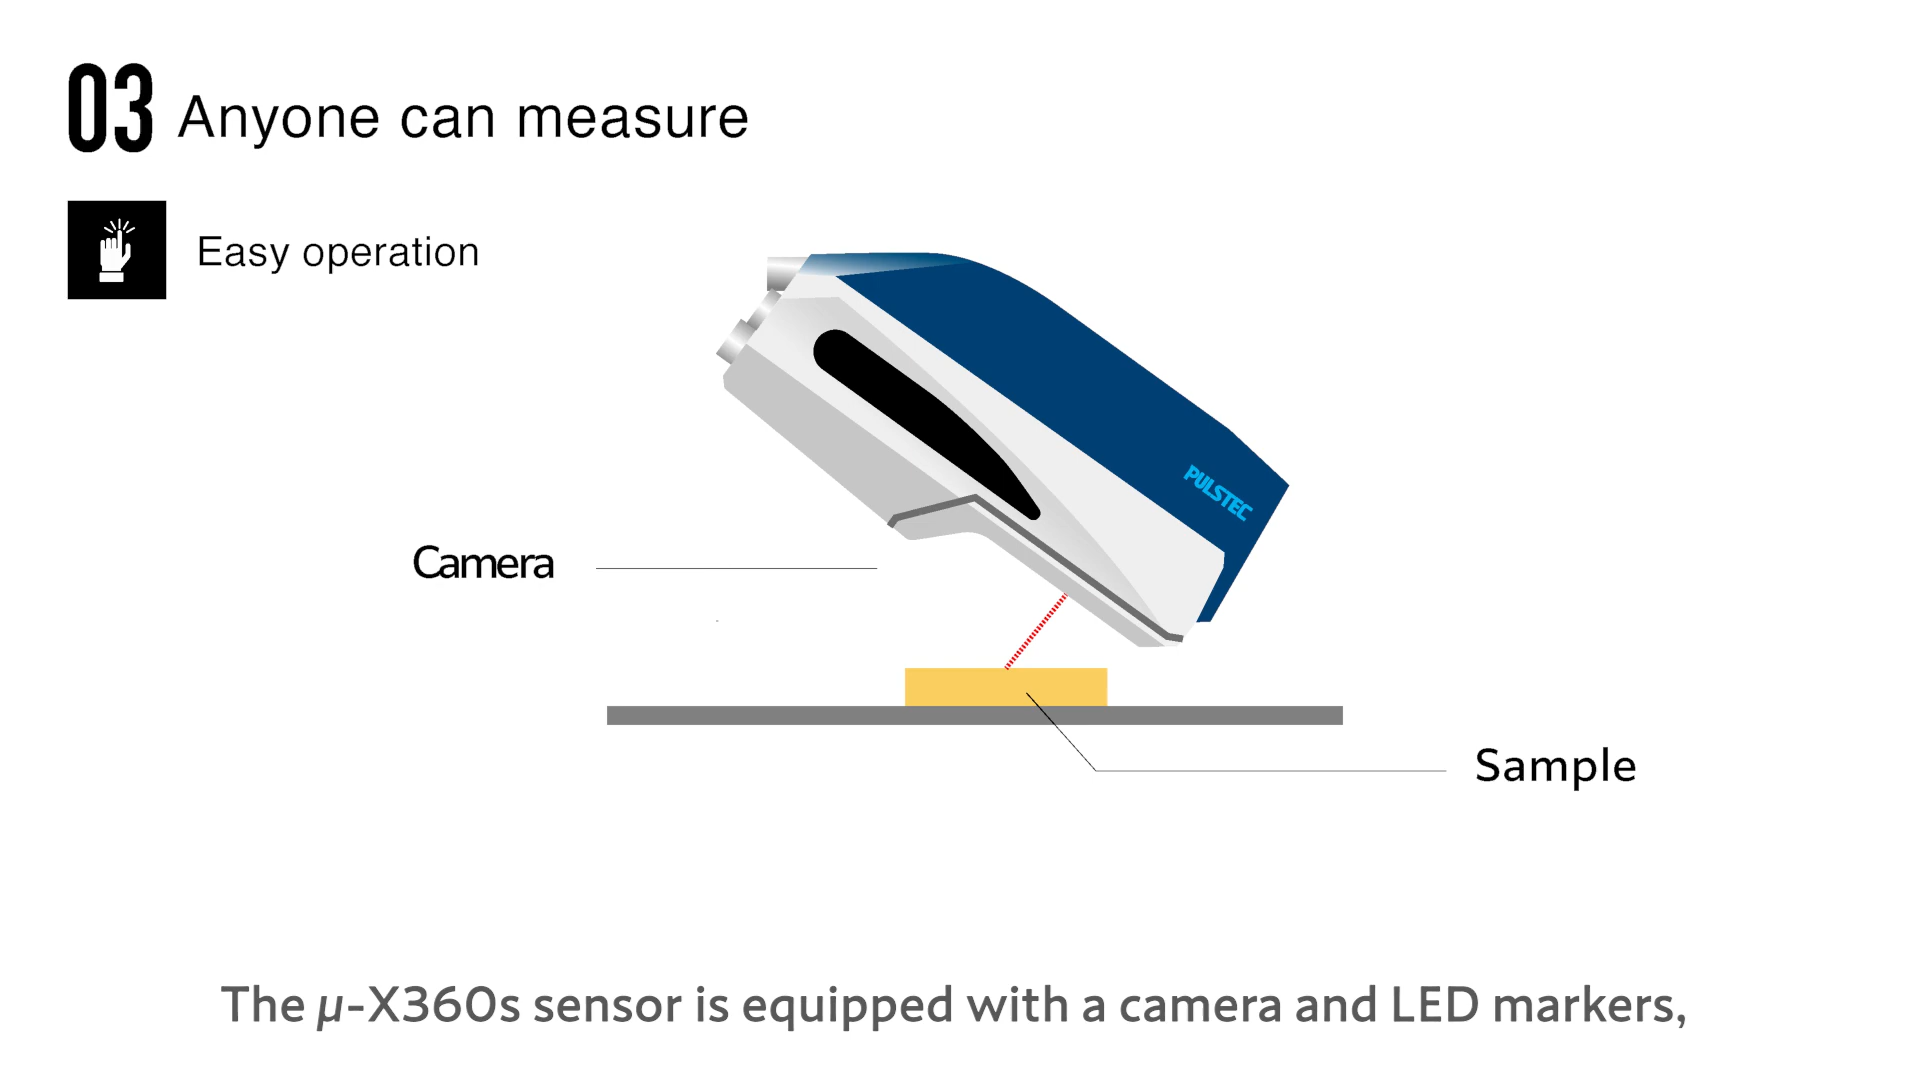 03 Anyone can measure
Easy operation
PULSTEC
Camera
Sample
The μ-X360s sensor is equipped with a camera and LED markers,